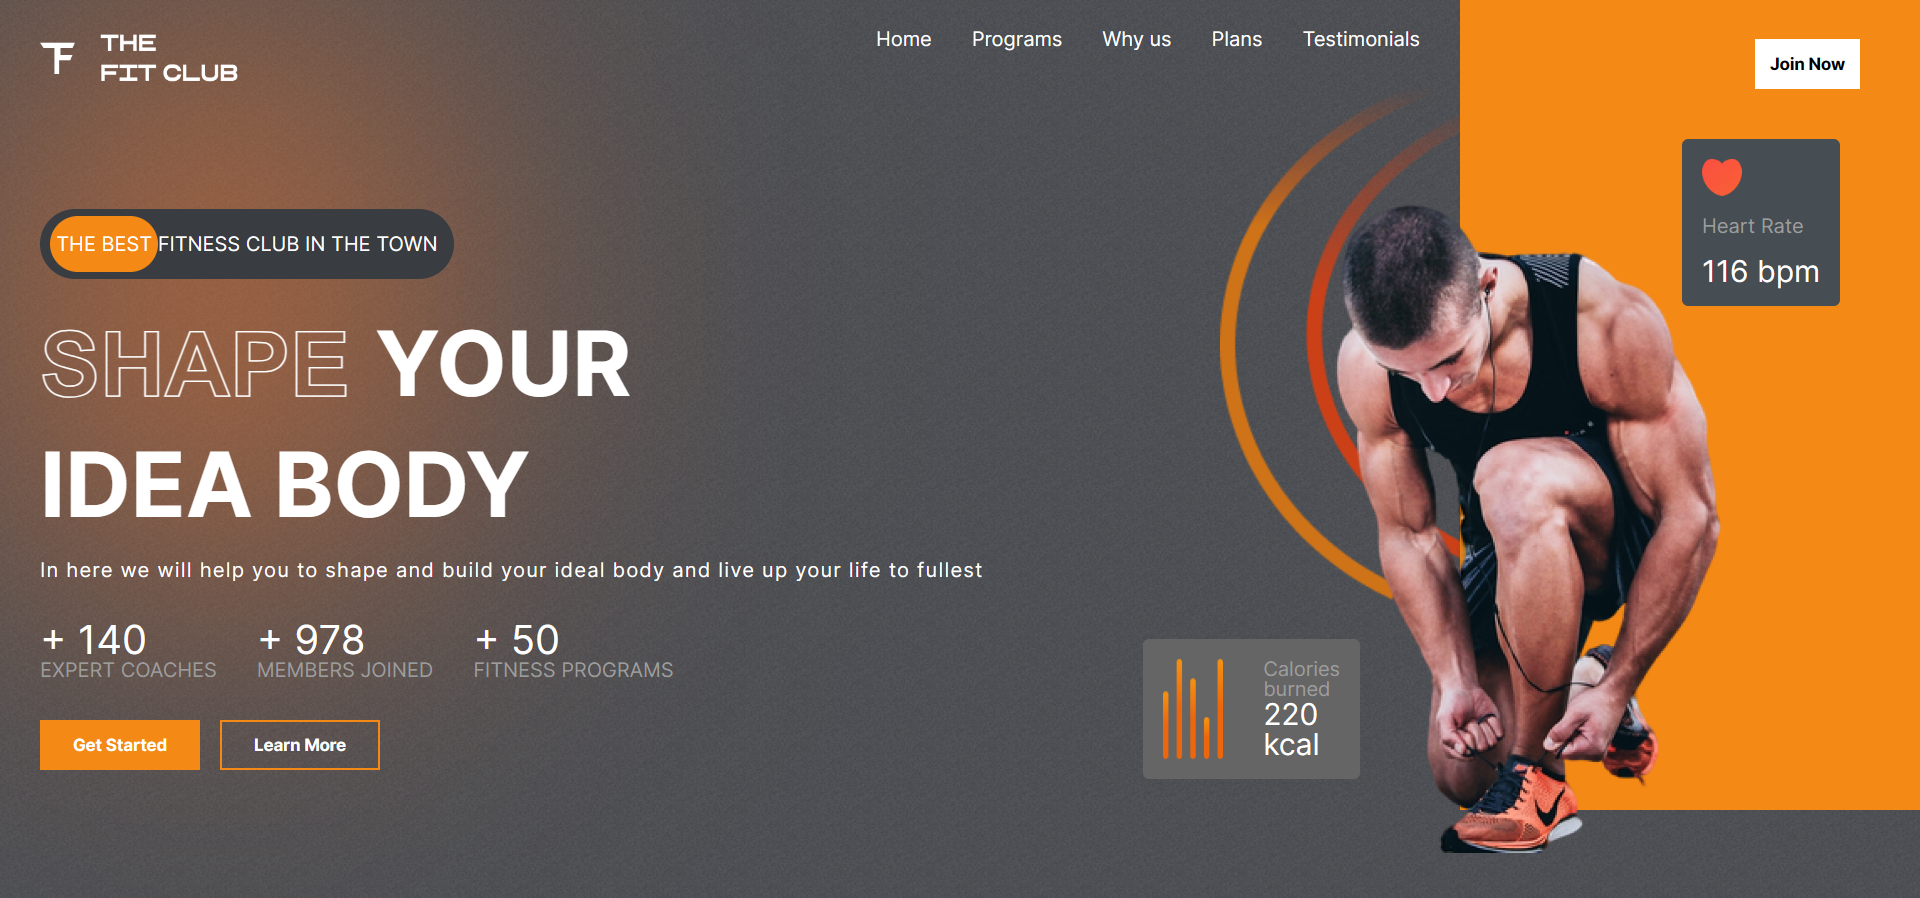 THE
FIT CLUB
Home Programs Why us Plans Testimonials
Join Now
THE BEST FITNESS CLUB IN THE TOWN
SHAPE YOUR
IDEA BODY
In here we will help you to shape and build your ideal body and live up your life to fullest
+ 140 + 978 + 50
EXPERT COACHES MEMBERS JOINED FITNESS PROGRAMS
Get Started Learn More
Heart Rate
116 bpm
Calories
burned
220
kcal